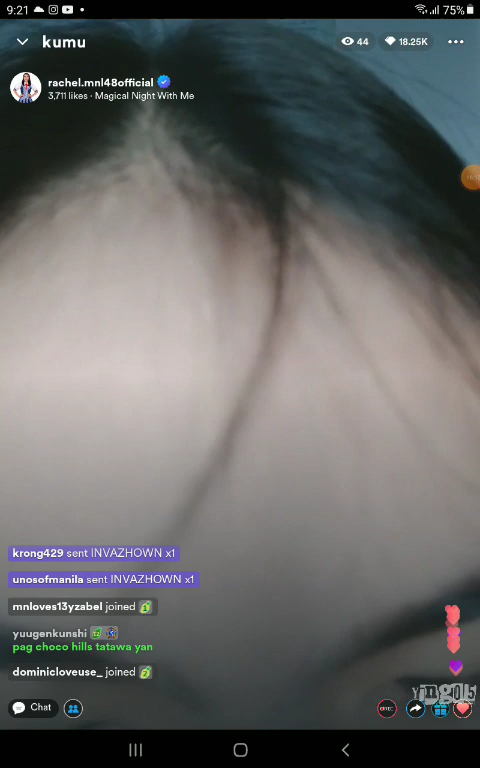 9:21
75%
kumu
44
18.25K
rachel.mnl48official
3,711 likes · Magical Night With Me
krong429 sent INVAZHOWN x1
unosofmanila sent INVAZHOWN x1
mnloves13yzabel joined
yuugenkunshi
pag choco hills tatawa yan
dominicloveuse_ joined
Chat